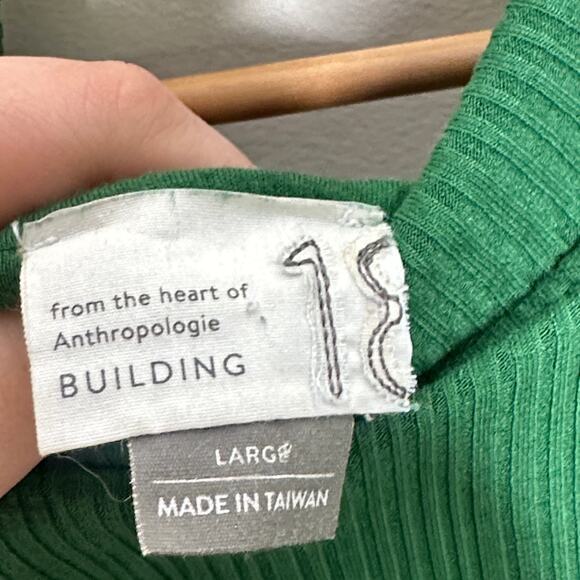 from the heart of
Anthropologie
BUILDING 18
LARGE
MADE IN TAIWAN